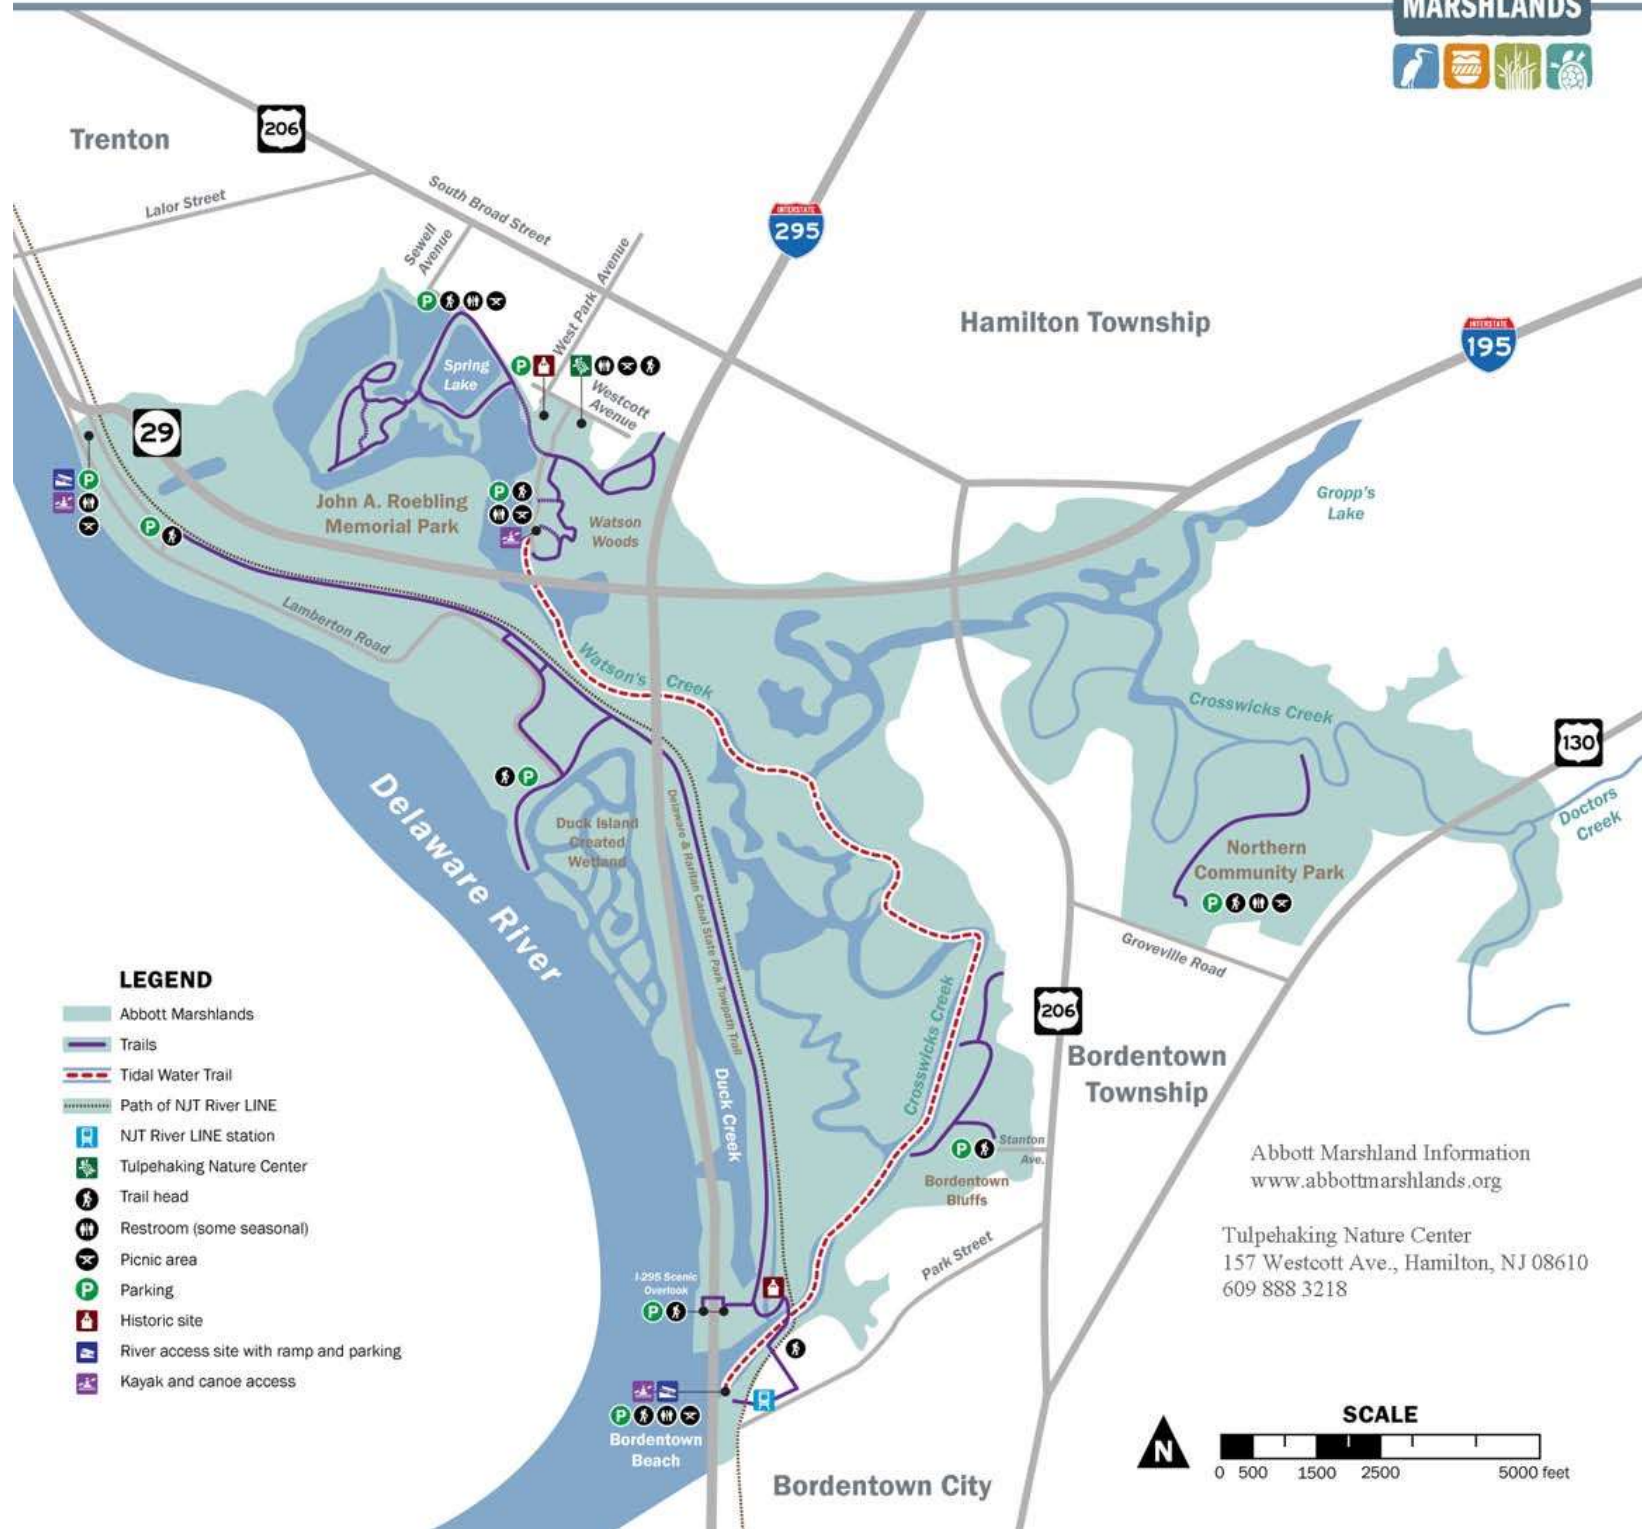 MARSHLANDS
206
Trenton
South Broad Street
Lalor Street
Sewell
Avenue
West Park Avenue
INTERSTATE
295
Hamilton Township
INTERSTATE
195
Spring
Lake
Westcott
Avenue
29
John A. Roebling
Memorial Park
Watson
Woods
Gropp's
Lake
Lamberton Road
Watson's Creek
Crosswicks Creek
130
Doctors
Creek
Delaware River
Duck Island
Created
Wetland
Delaware & Raritan Canal State Park Towpath Trail
Northern
Community Park
Groveville Road
Crosswicks Creek
206
Bordentown
Township
Duck Creek
Stanton
Ave.
Bordentown
Bluffs
Park Street
I-295 Scenic
Overlook
Bordentown
Beach
Bordentown City
LEGEND
Abbott Marshlands
Trails
Tidal Water Trail
Path of NJT River LINE
NJT River LINE station
Tulpehaking Nature Center
Trail head
Restroom (some seasonal)
Picnic area
P Parking
Historic site
River access site with ramp and parking
Kayak and canoe access
Abbott Marshland Information
www.abbottmarshlands.org
Tulpehaking Nature Center
157 Westcott Ave., Hamilton, NJ 08610
609 888 3218
N
SCALE
0 500 1500 2500 5000 feet